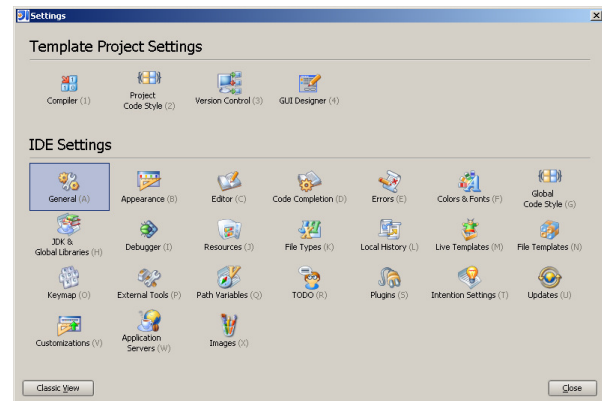 Settings
Template Project Settings
Compiler (1)
Project
Code Style (2)
Version Control (3)
GUI Designer (4)
IDE Settings
General (A)
Appearance (B)
Editor (C)
Code Completion (D)
Errors (E)
Colors & Fonts (F)
Global
Code Style (G)
JDK &
Global Libraries (H)
Debugger (I)
Resources (J)
File Types (K)
Local History (L)
Live Templates (M)
File Templates (N)
Keymap (O)
External Tools (P)
Path Variables (Q)
TODO (R)
Plugins (S)
Intention Settings (T)
Updates (U)
Customizations (V)
Application
Servers (W)
Images (X)
Classic View
Close